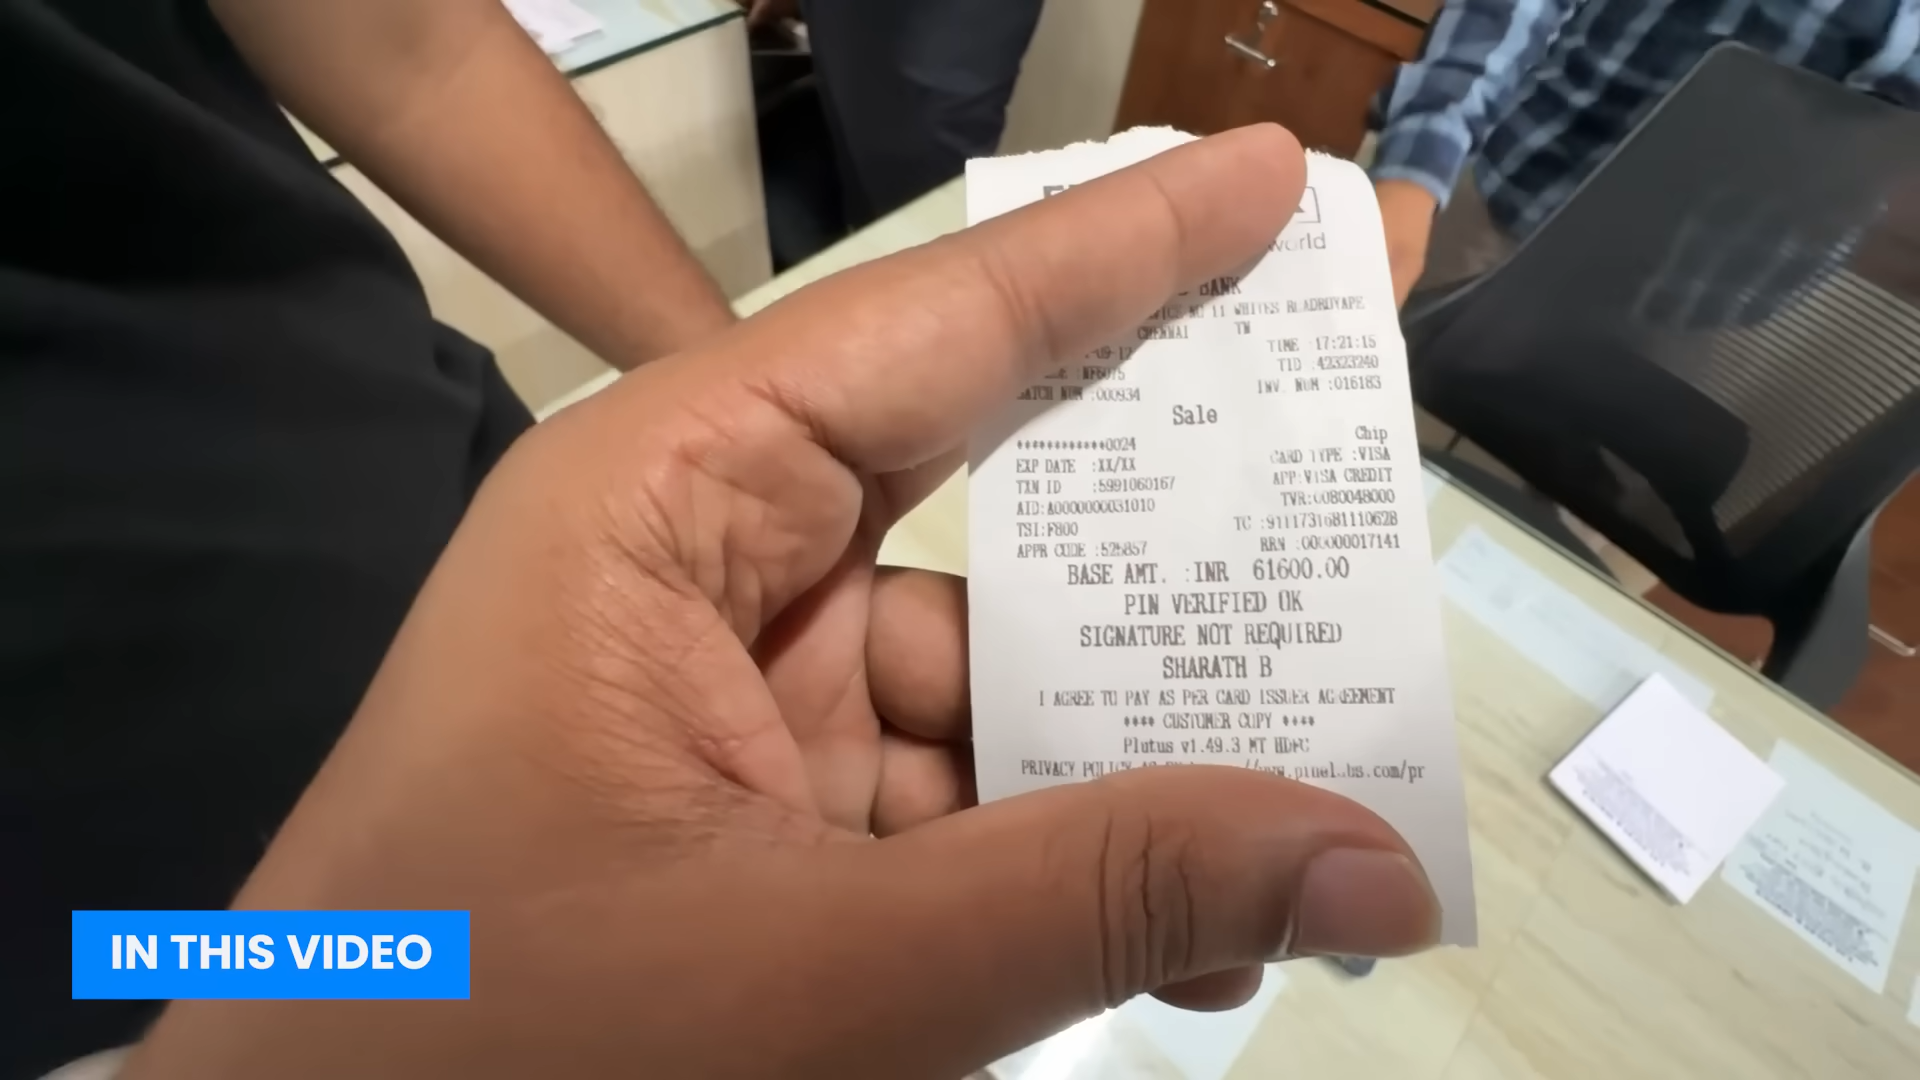 world
BANK
NO 11 WHITES
CHENNAI TN
-09-12 TIME :17:21:15
TID :42323240
:000934 INV. NUM :016183
Sale
************0024 Chip
EXP DATE :XX/XX CARD TYPE :VISA
TXN ID :5991060167 APP:VISA CREDIT
AID:A0000000031010 TVR:0080048000
TSI:F800
APPR CODE
BASE AMT. :INR 61600.00
PIN VERIFIED OK
SIGNATURE NOT REQUIRED
SHARATH B
I AGREE TO PAY AS PER CARD ISSUER AGREEMENT
**** CUSTOMER COPY ****
Plutus v1.49.3 MT HDFC
PRIVACY POLICY
IN THIS VIDEO